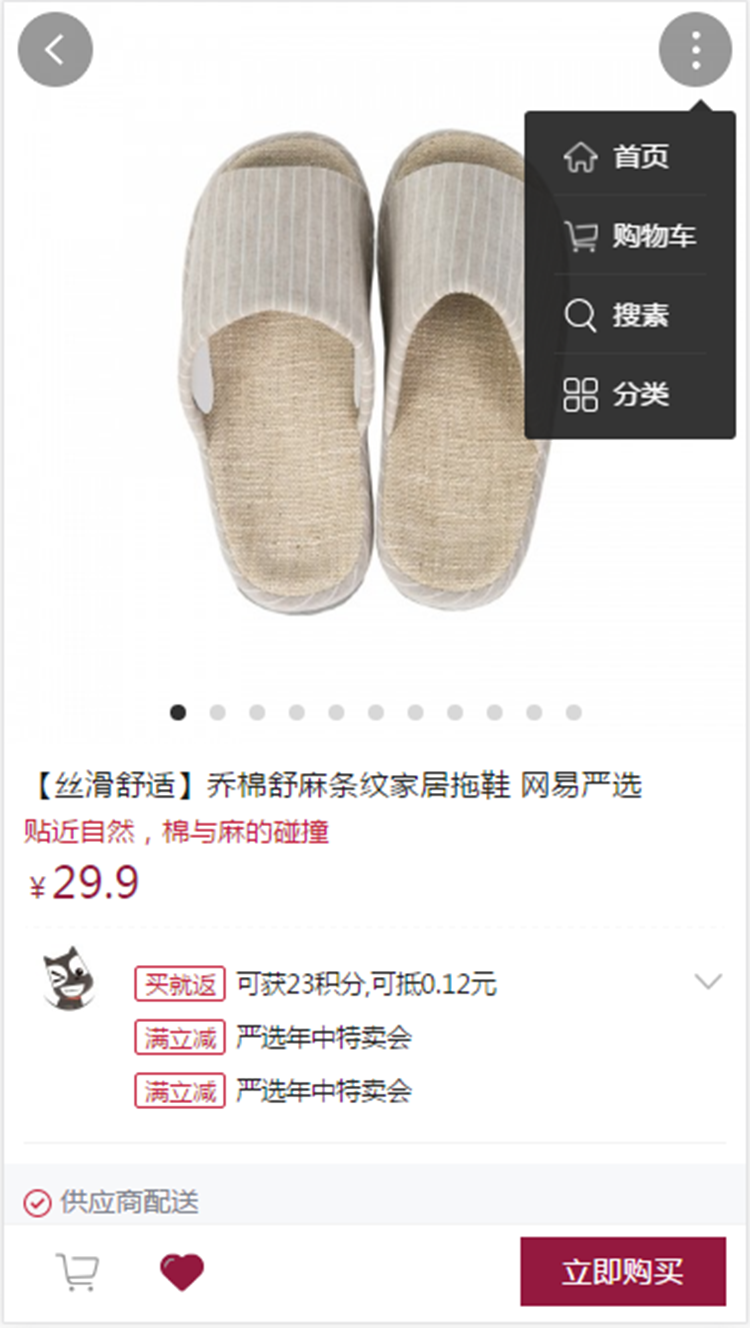 首页
购物车
搜素
分类
【丝滑舒适】乔棉舒麻条纹家居拖鞋 网易严选
贴近自然，棉与麻的碰撞
¥29.9
买就返 可获23积分,可抵0.12元
满立减 严选年中特卖会
满立减 严选年中特卖会
供应商配送
立即购买